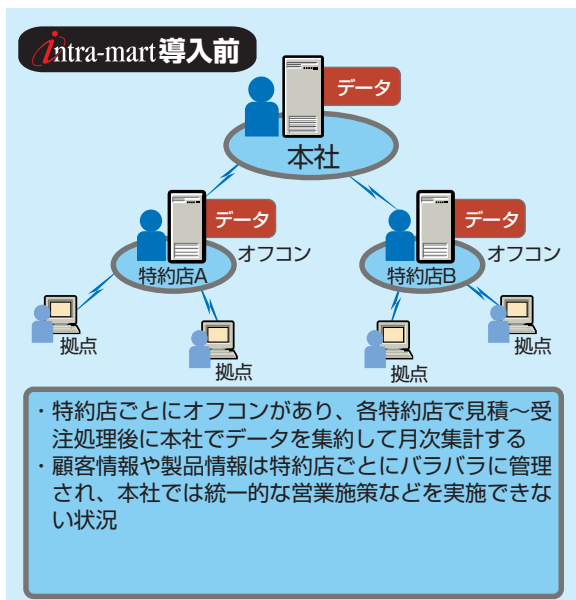 intra-mart導入前
データ
本社
データ
オフコン
特約店A
データ
オフコン
特約店B
拠点
拠点
拠点
拠点
・特約店ごとにオフコンがあり、各特約店で見積〜受
注処理後に本社でデータを集約して月次集計する
・顧客情報や製品情報は特約店ごとにバラバラに管理
され、本社では統一的な営業施策などを実施できな
い状況